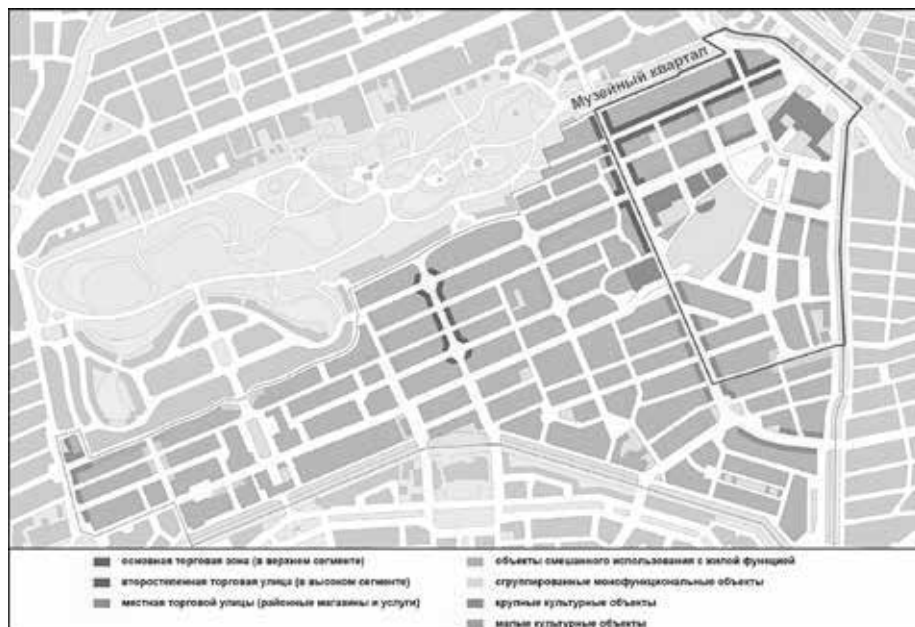 Музейный квартал
основная торговая зона (в верхнем сегменте)
второстепенная торговая улица (в высоком сегменте)
местная торговой улицы (районные магазины и услуги)
объекты смешанного использования с жилой функцией
сгруппированные монофункциональные объекты
крупные культурные объекты
малые культурные объекты